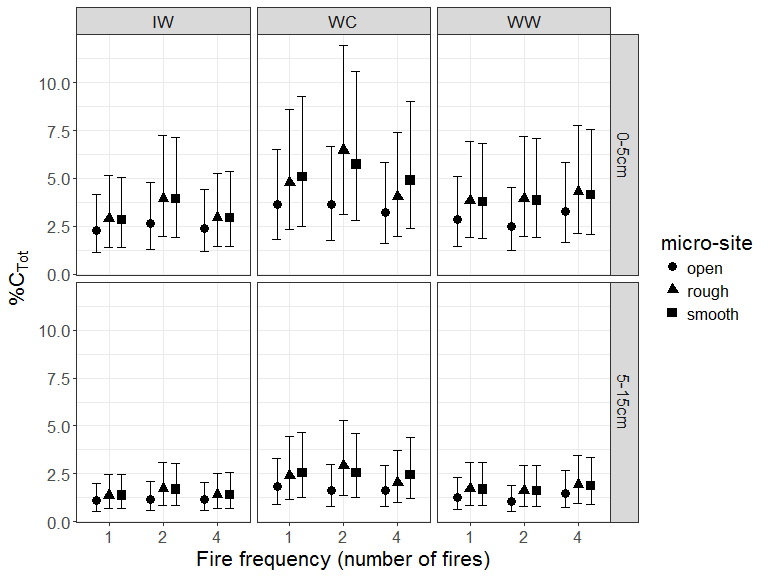 IW WC WW
10.0
7.5
5.0
2.5
0.0
0-5cm
10.0
7.5
5.0
2.5
0.0
5-15cm
%CTot
1 2 4 1 2 4 1 2 4
Fire frequency (number of fires)
micro-site
open
rough
smooth